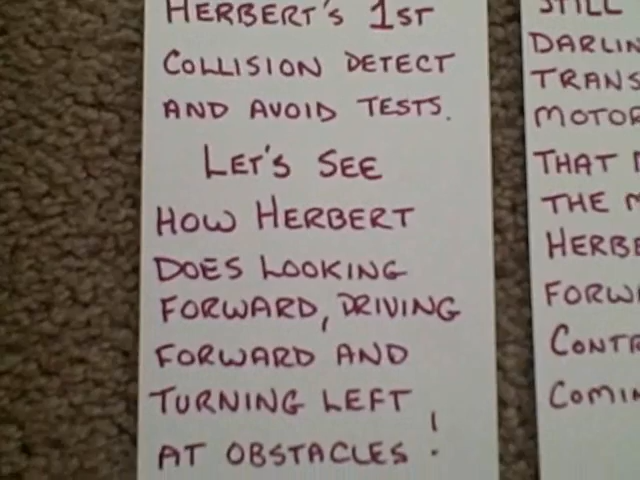 HERBERT'S 1ST
COLLISION DETECT
AND AVOID TESTS.
LET'S SEE
HOW HERBERT
DOES LOOKING
FORWARD, DRIVING
FORWARD AND
TURNING LEFT
AT OBSTACLES!
STILL
DARLIN
TRANS
MOTOR
THAT
THE M
HERBE
FORW
CONTR
COMIN